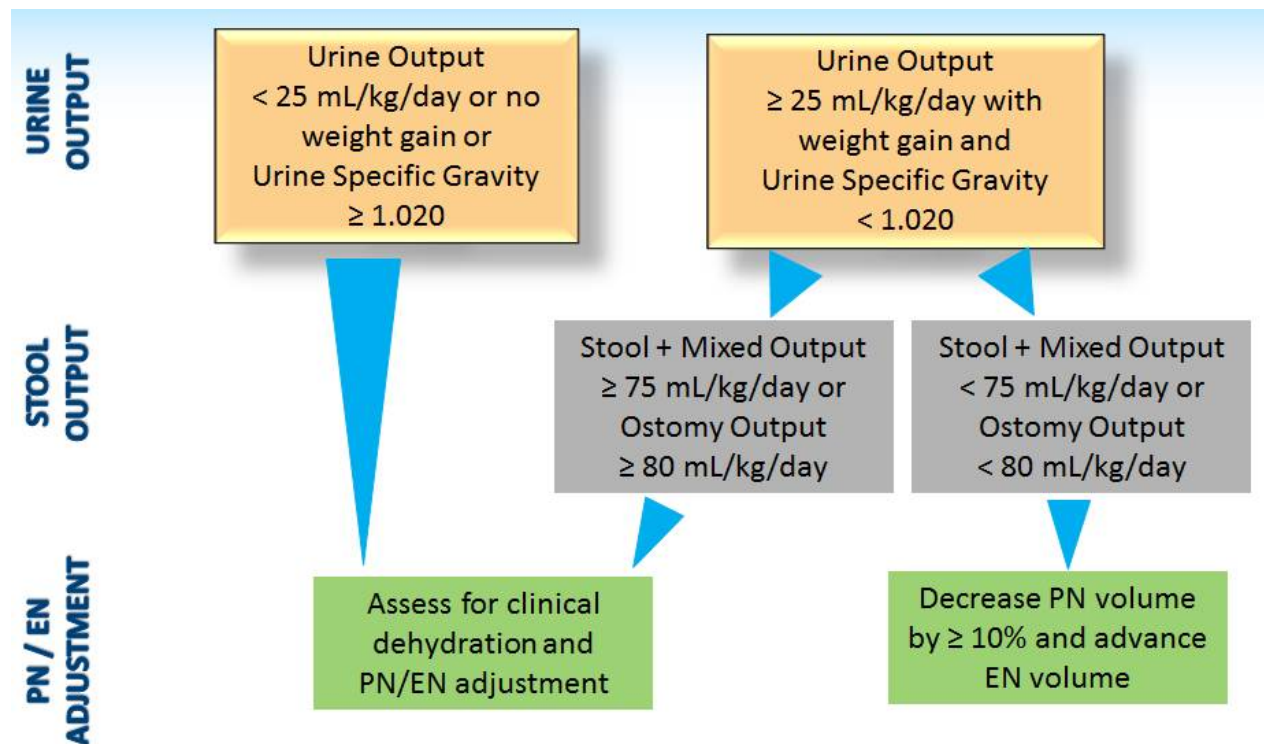 URINE
OUTPUT
Urine Output
< 25 mL/kg/day or no
weight gain or
Urine Specific Gravity
≥ 1.020
Urine Output
≥ 25 mL/kg/day with
weight gain and
Urine Specific Gravity
< 1.020
STOOL
OUTPUT
Stool + Mixed Output
≥ 75 mL/kg/day or
Ostomy Output
≥ 80 mL/kg/day
Stool + Mixed Output
< 75 mL/kg/day or
Ostomy Output
< 80 mL/kg/day
PN / EN
ADJUSTMENT
Assess for clinical
dehydration and
PN/EN adjustment
Decrease PN volume
by ≥ 10% and advance
EN volume